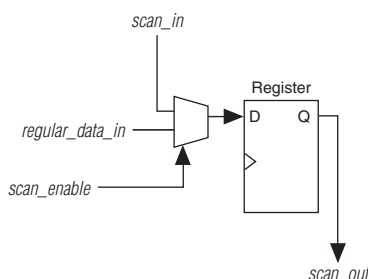 scan_in
Register
D Q
regular_data_in
scan_enable
scan_out